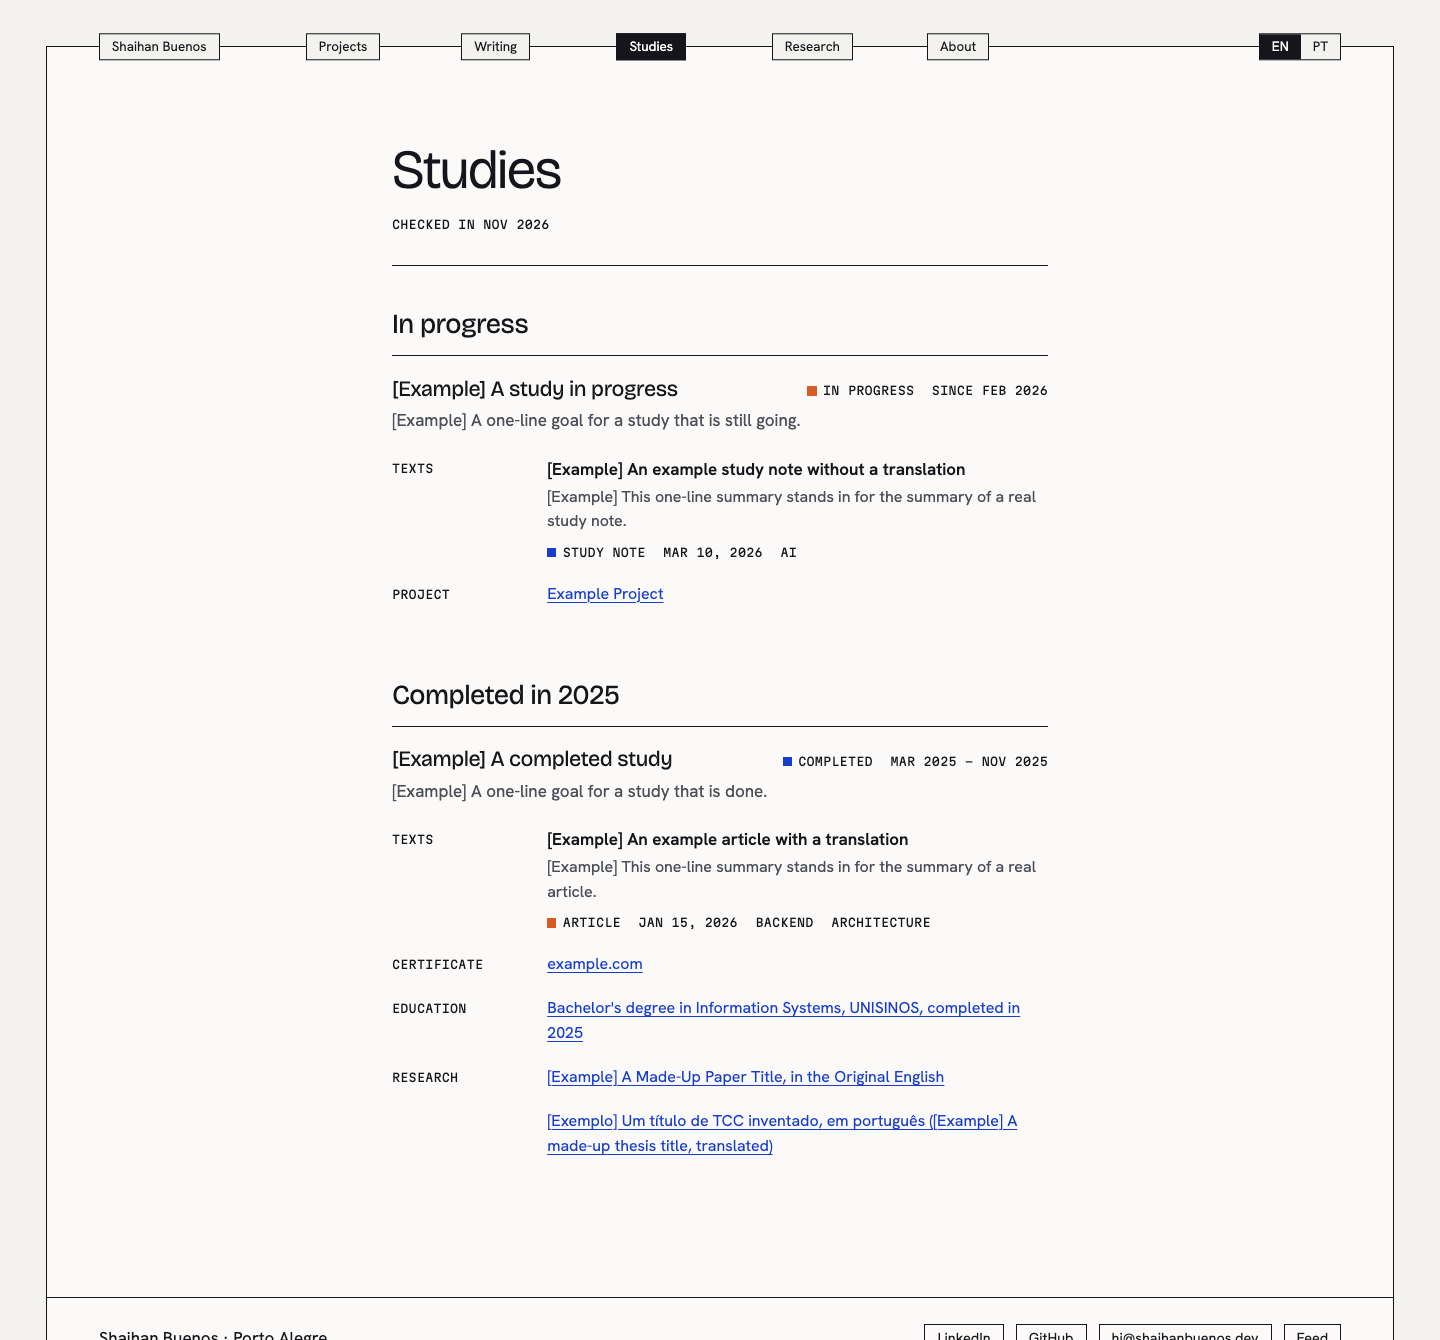 Shaihan Buenos
Projects
Writing
Studies
Research
About
EN PT
Studies
CHECKED IN NOV 2026
In progress
[Example] A study in progress
IN PROGRESS SINCE FEB 2026
[Example] A one-line goal for a study that is still going.
TEXTS
[Example] An example study note without a translation
[Example] This one-line summary stands in for the summary of a real
study note.
STUDY NOTE MAR 10, 2026 AI
PROJECT
Example Project
Completed in 2025
[Example] A completed study
COMPLETED MAR 2025 – NOV 2025
[Example] A one-line goal for a study that is done.
TEXTS
[Example] An example article with a translation
[Example] This one-line summary stands in for the summary of a real
article.
ARTICLE JAN 15, 2026 BACKEND ARCHITECTURE
CERTIFICATE
example.com
EDUCATION
Bachelor's degree in Information Systems, UNISINOS, completed in
2025
RESEARCH
[Example] A Made-Up Paper Title, in the Original English
[Exemplo] Um título de TCC inventado, em português ([Example] A
made-up thesis title, translated)
Shaihan Buenos · Porto Alegre
LinkedIn
GitHub
hi@shaihanbuenos.dev
Feed